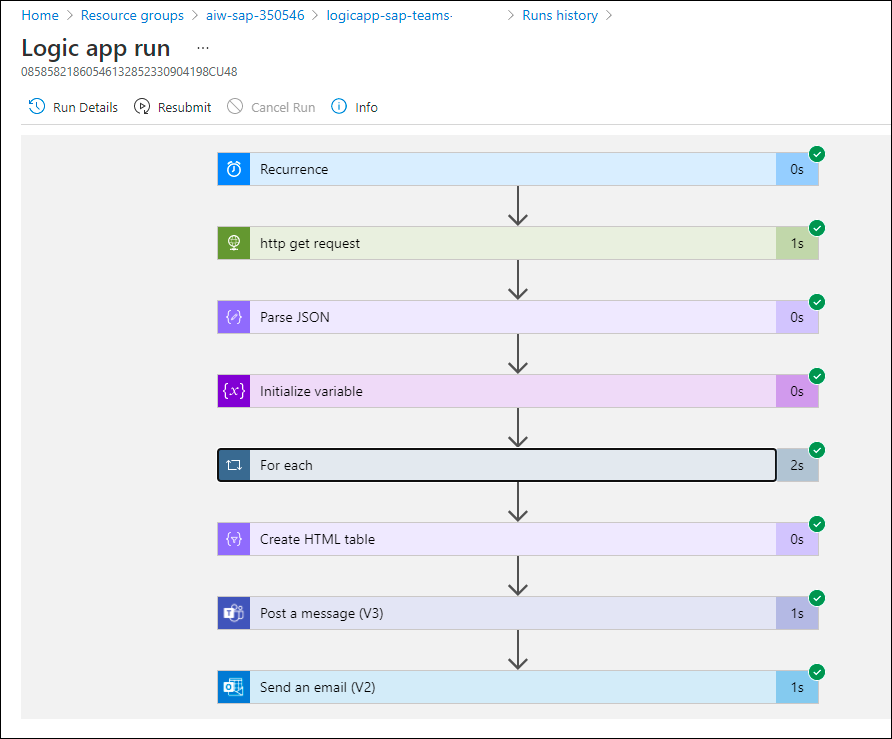 Home > Resource groups > aiw-sap-350546 > logicapp-sap-teams- > Runs history >
Logic app run ...
08585821860546132852330904198CU48
Run Details Resubmit Cancel Run Info
Recurrence 0s
http get request 1s
Parse JSON 0s
{x} Initialize variable 0s
For each 2s
Create HTML table 0s
Post a message (V3) 1s
Send an email (V2) 1s